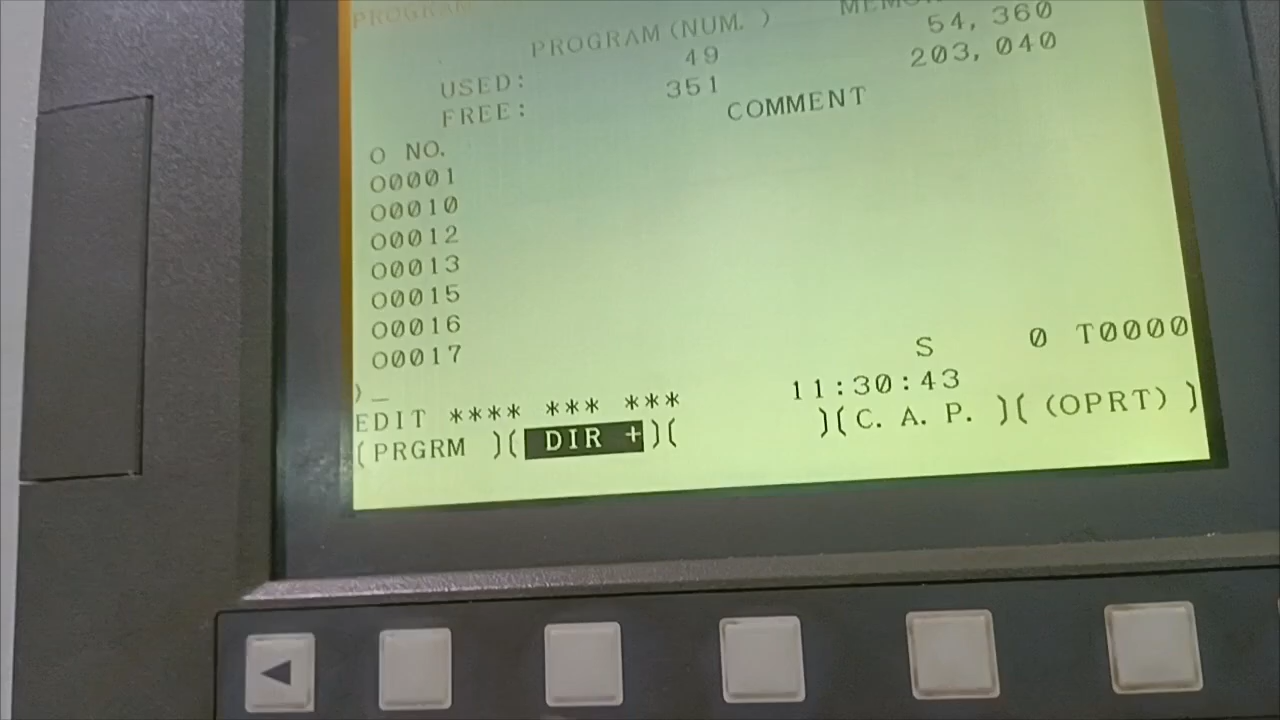 PROGRAM
PROGRAM(NUM. )
USED: 49 54, 360
FREE: 351 203, 040
O NO. COMMENT
O0001
O0010
O0012
O0013
O0015
O0016
O0017
S 0 T0000
)_
EDIT **** *** *** 11:30:43
(PRGRM )( DIR +)( )(C. A. P. )( (OPRT) )